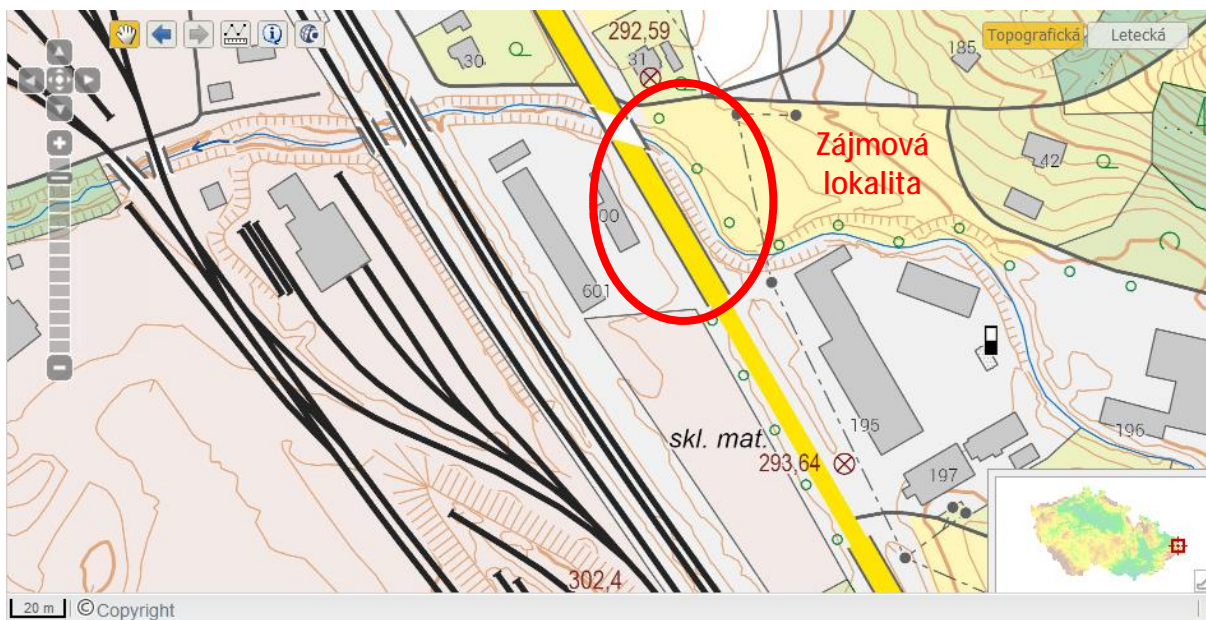 292,59
Topografická
Letecká
30
31
185
Zájmová
lokalita
42
601
skl. mat.
293,64
195
196
197
302,4
20 m
©Copyright